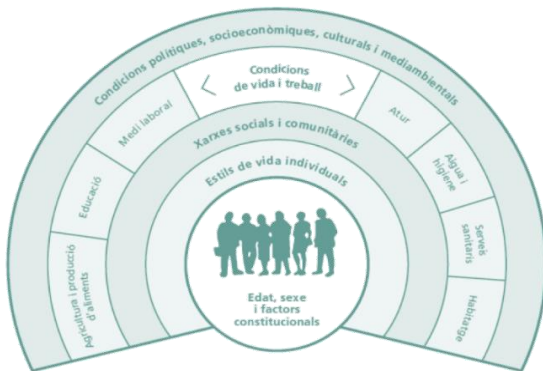 Condicions polítiques, socioeconòmiques, culturals i mediambientals
Condicions
de vida i treball
Agricultura i producció
d'aliments
Educació
Medi laboral
Atur
Aigua i
higiene
Serveis
sanitaris
Habitatge
Xarxes socials i comunitàries
Estils de vida individuals
Edat, sexe
i factors
constitucionals